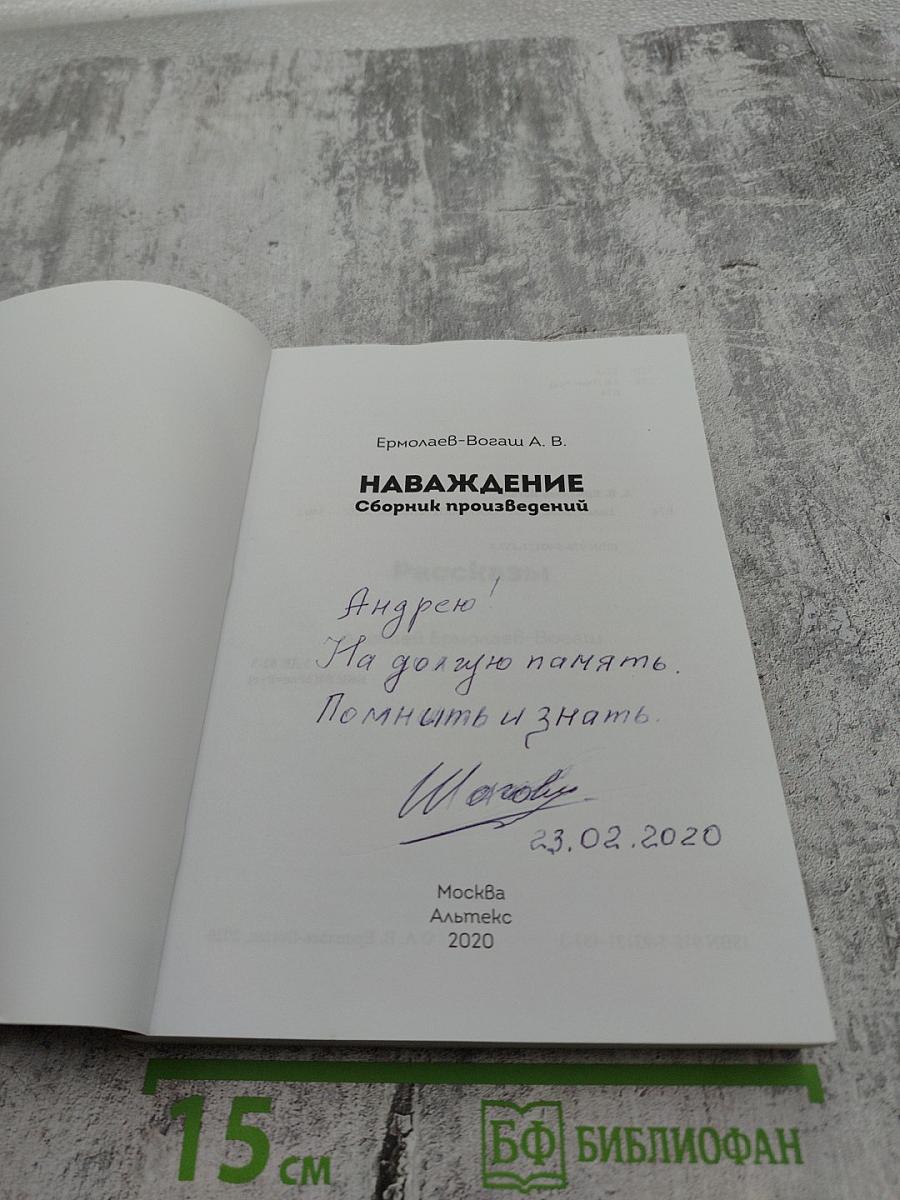 Ермолаев-Вогаш А. В.
НАВАЖДЕНИЕ
Сборник произведений
Андрею!
На долгую память.
Помнить и знать.
23.02.2020
Москва
Альтекс
2020
15 см
БФ БИБЛИОФАН